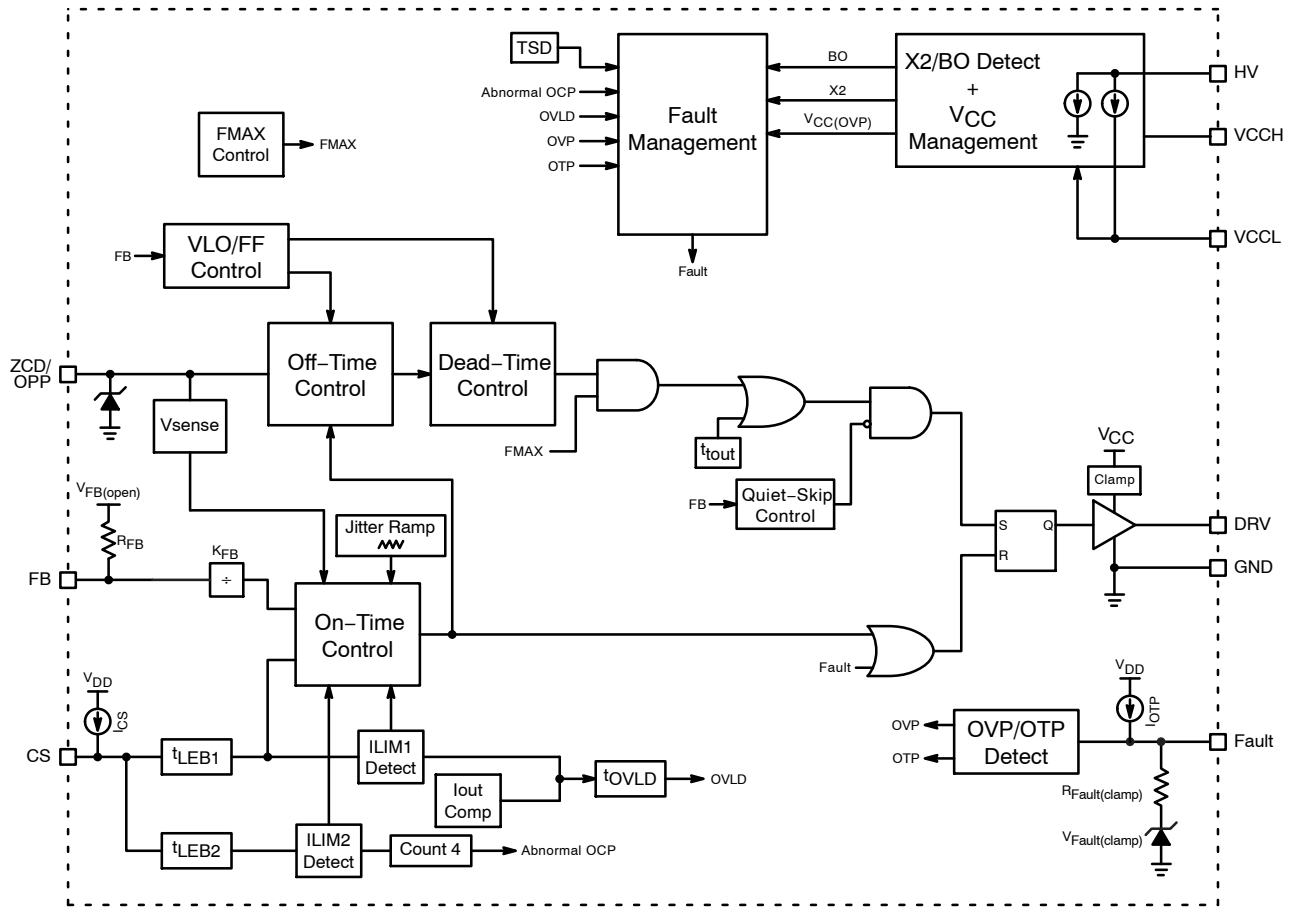 TSD
Abnormal OCP
OVLD
OVP
OTP
Fault
Management
Fault
BO
X2
VCC(OVP)
X2/BO Detect
+
VCC
Management
HV
VCCH
VCCL
FMAX
Control
FMAX
FB
VLO/FF
Control
ZCD/
OPP
Vsense
Off–Time
Control
Dead–Time
Control
FMAX
ttout
FB
Quiet–Skip
Control
VCC
Clamp
S
Q
R
DRV
GND
VFB(open)
RFB
FB
KFB
÷
Jitter Ramp
On–Time
Control
Fault
VDD
ICS
CS
tLEB1
ILIM1
Detect
Iout
Comp
tOVLD
OVLD
tLEB2
ILIM2
Detect
Count 4
Abnormal OCP
OVP
OTP
OVP/OTP
Detect
VDD
IOTP
Fault
RFault(clamp)
VFault(clamp)